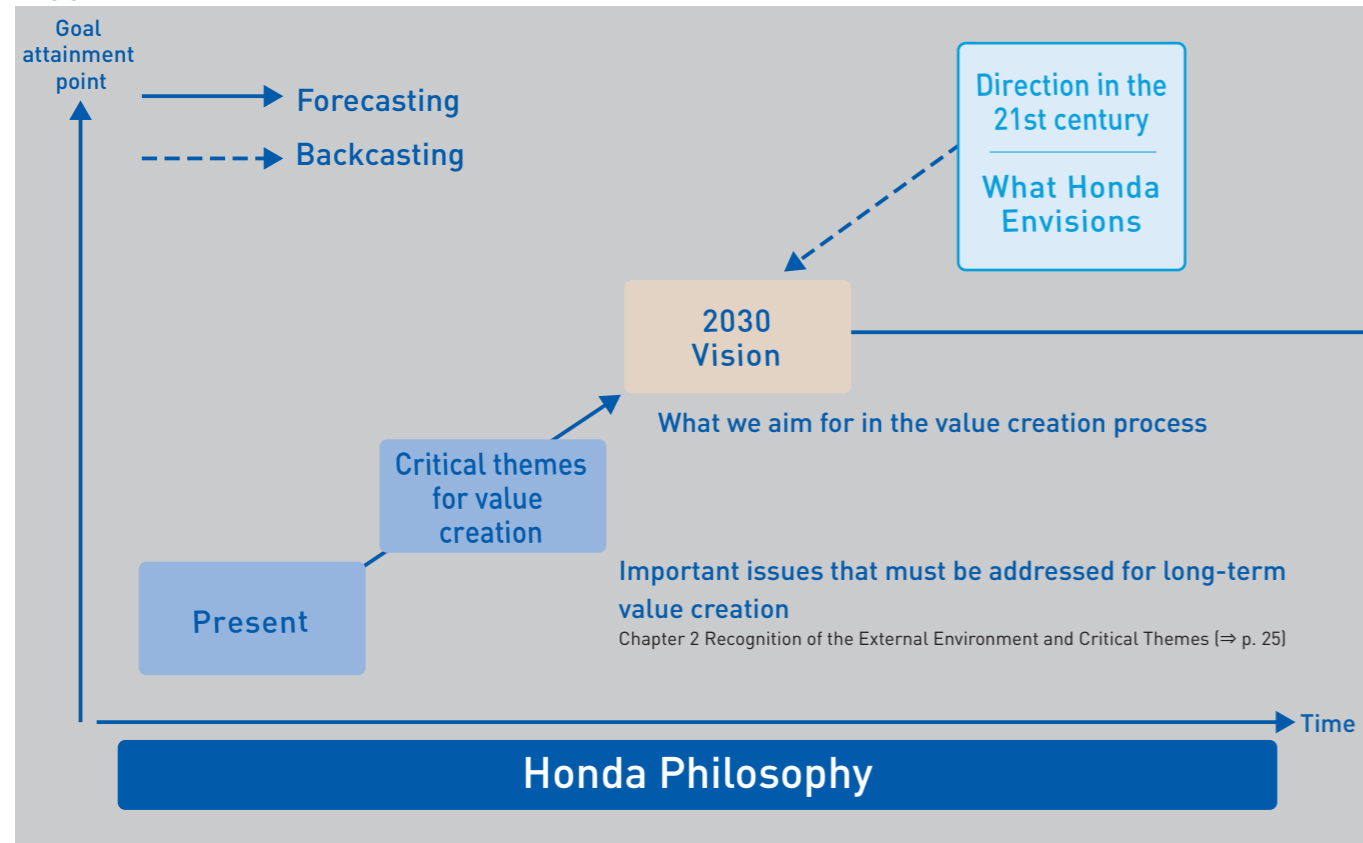 Goal
attainment
point
Forecasting
Backcasting
Direction in the
21st century
What Honda
Envisions
2030
Vision
What we aim for in the value creation process
Critical themes
for value
creation
Important issues that must be addressed for long-term
value creation
Chapter 2 Recognition of the External Environment and Critical Themes (⇒ p. 25)
Present
Time
Honda Philosophy